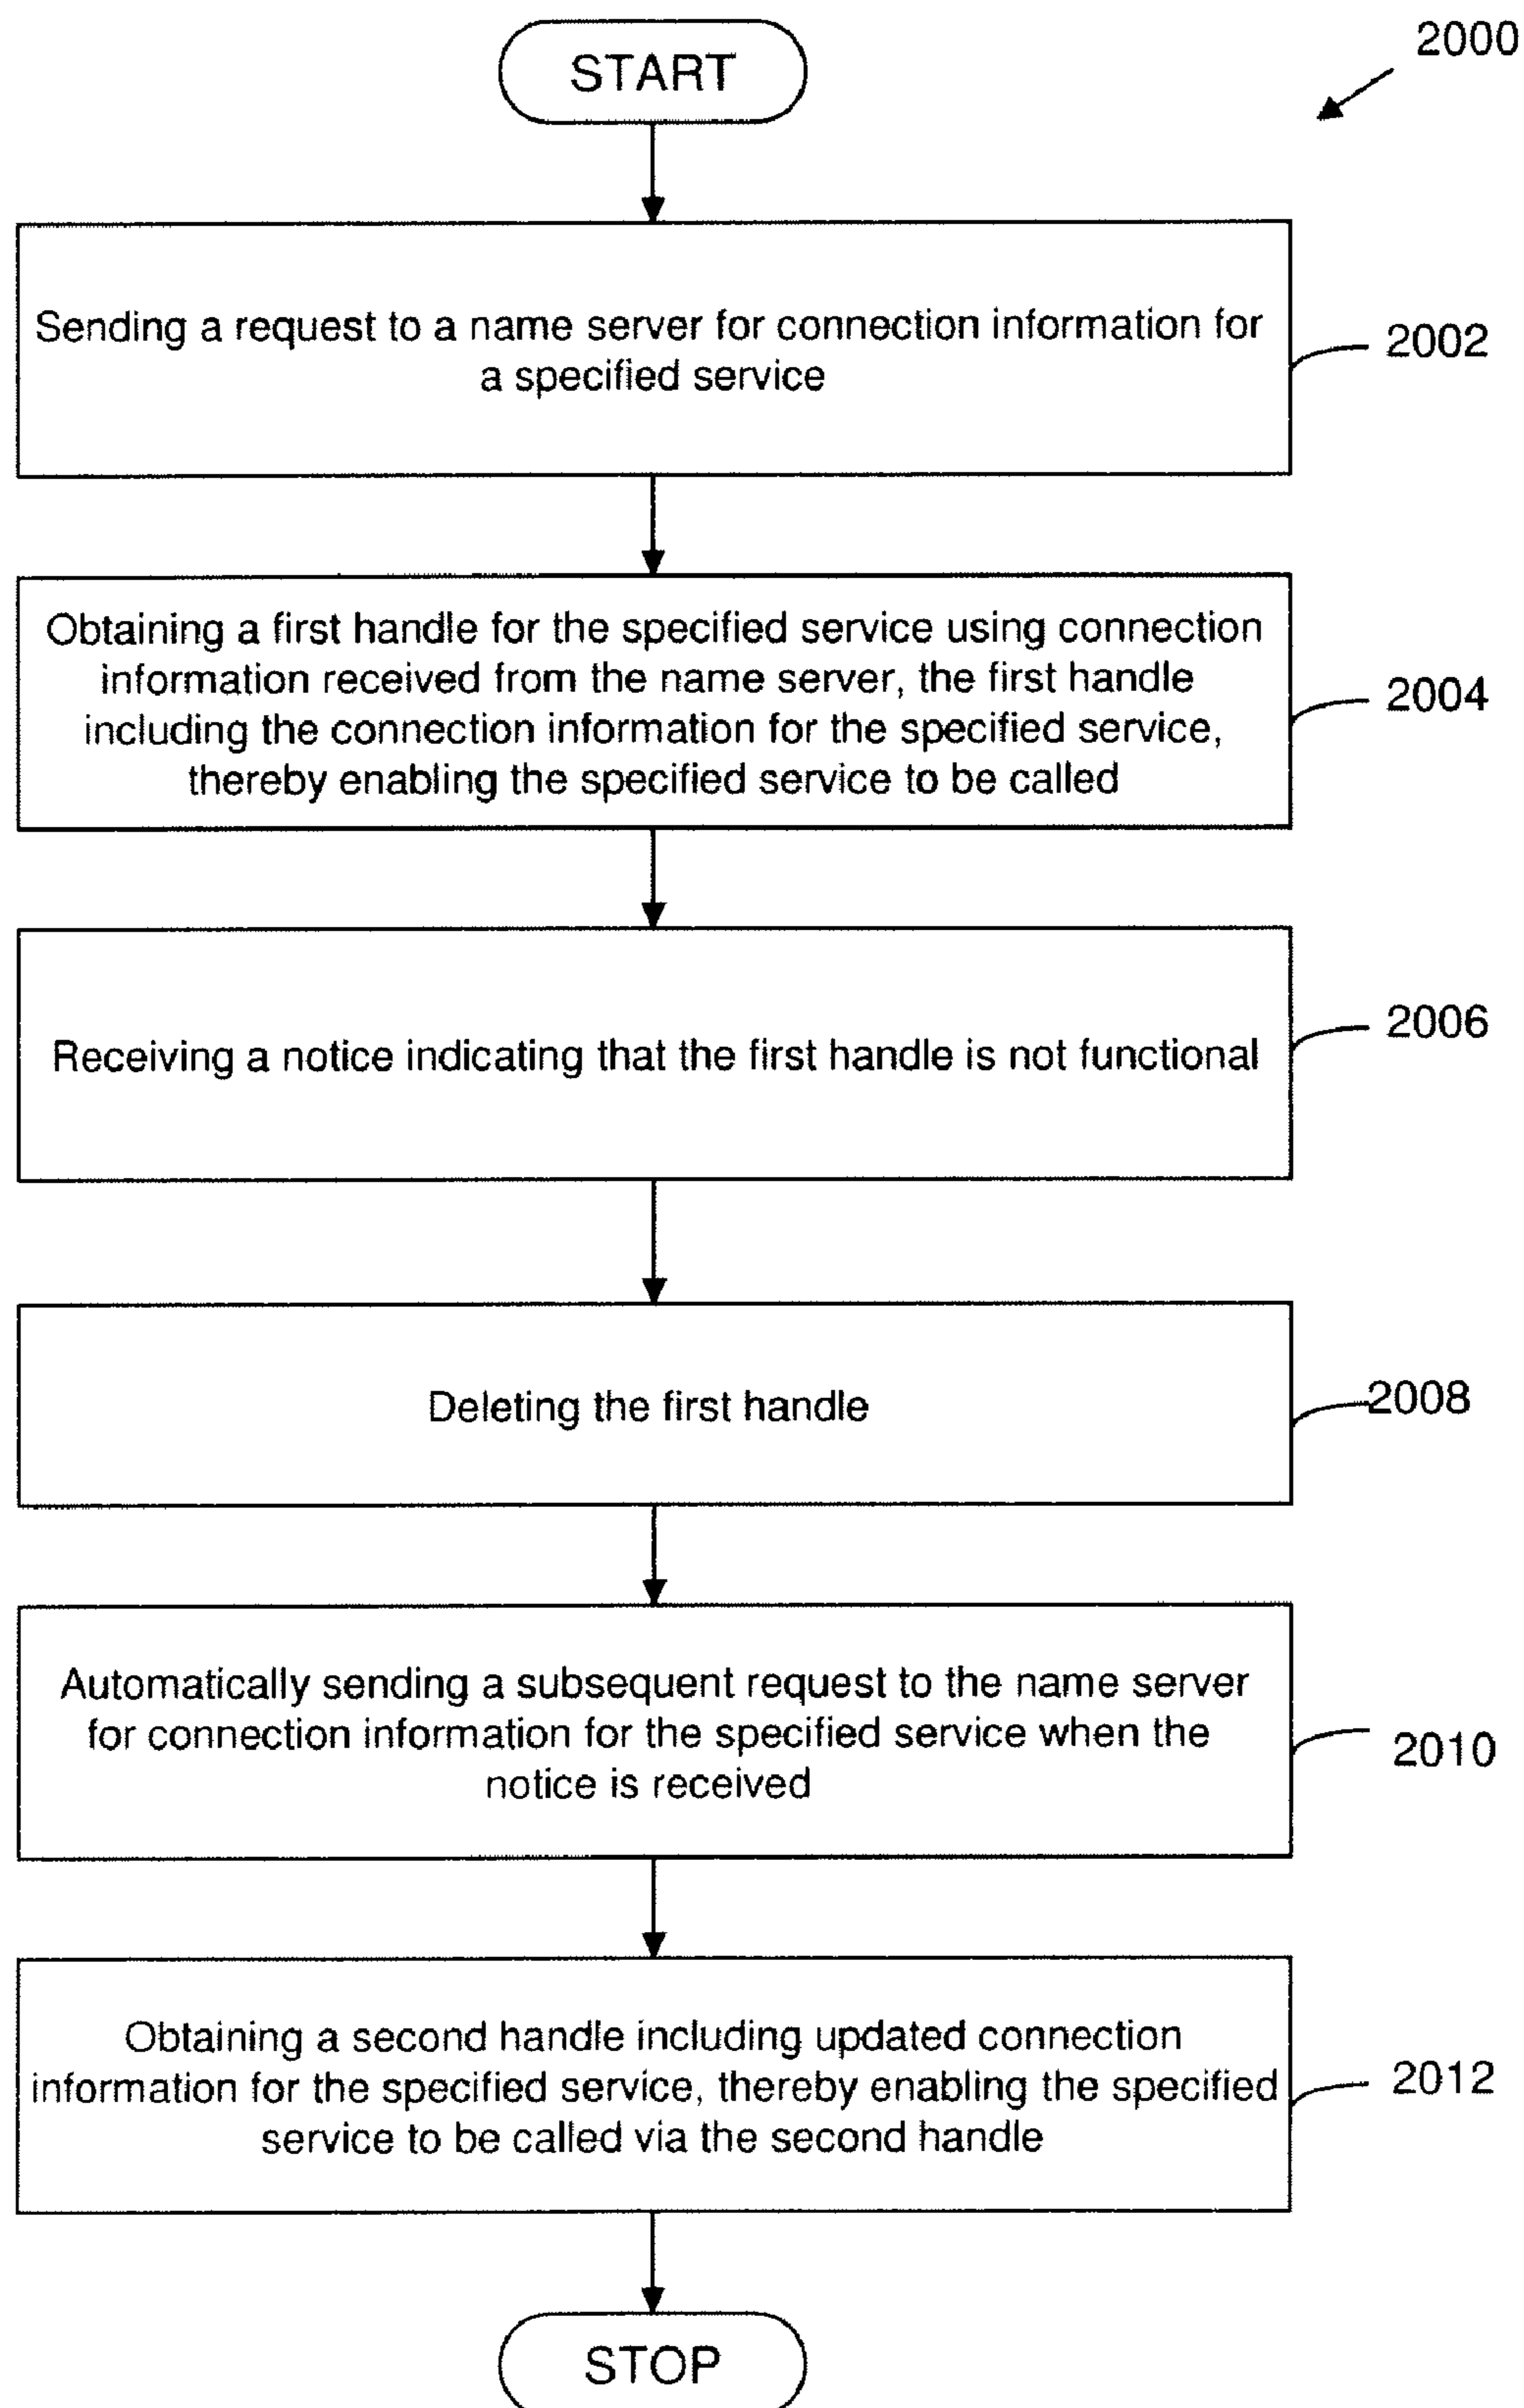 START
2000
Sending a request to a name server for connection information for
a specified service
2002
Obtaining a first handle for the specified service using connection
information received from the name server, the first handle
including the connection information for the specified service,
thereby enabling the specified service to be called
2004
Receiving a notice indicating that the first handle is not functional
2006
Deleting the first handle
2008
Automatically sending a subsequent request to the name server
for connection information for the specified service when the
notice is received
2010
Obtaining a second handle including updated connection
information for the specified service, thereby enabling the specified
service to be called via the second handle
2012
STOP